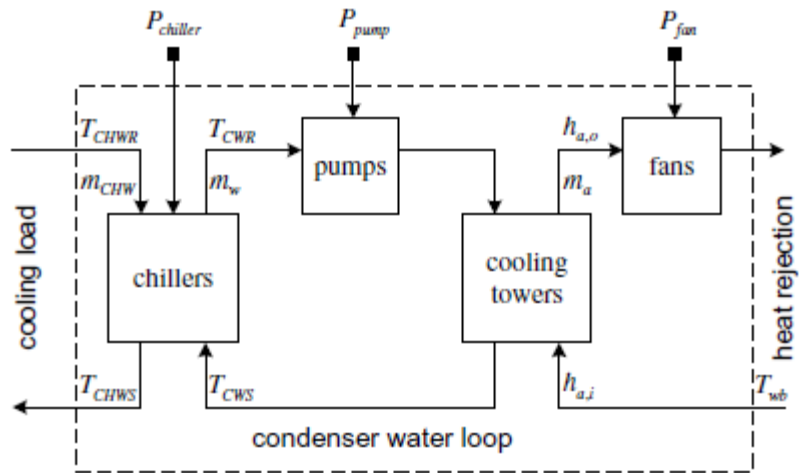 P_chiller
P_pump
P_fan
T_CHWR
T_CWR
h_a,o
m_CHW
m_w
pumps
m_a
fans
cooling load
chillers
cooling
towers
heat rejection
T_CHWS
T_CWS
h_a,i
T_wb
condenser water loop